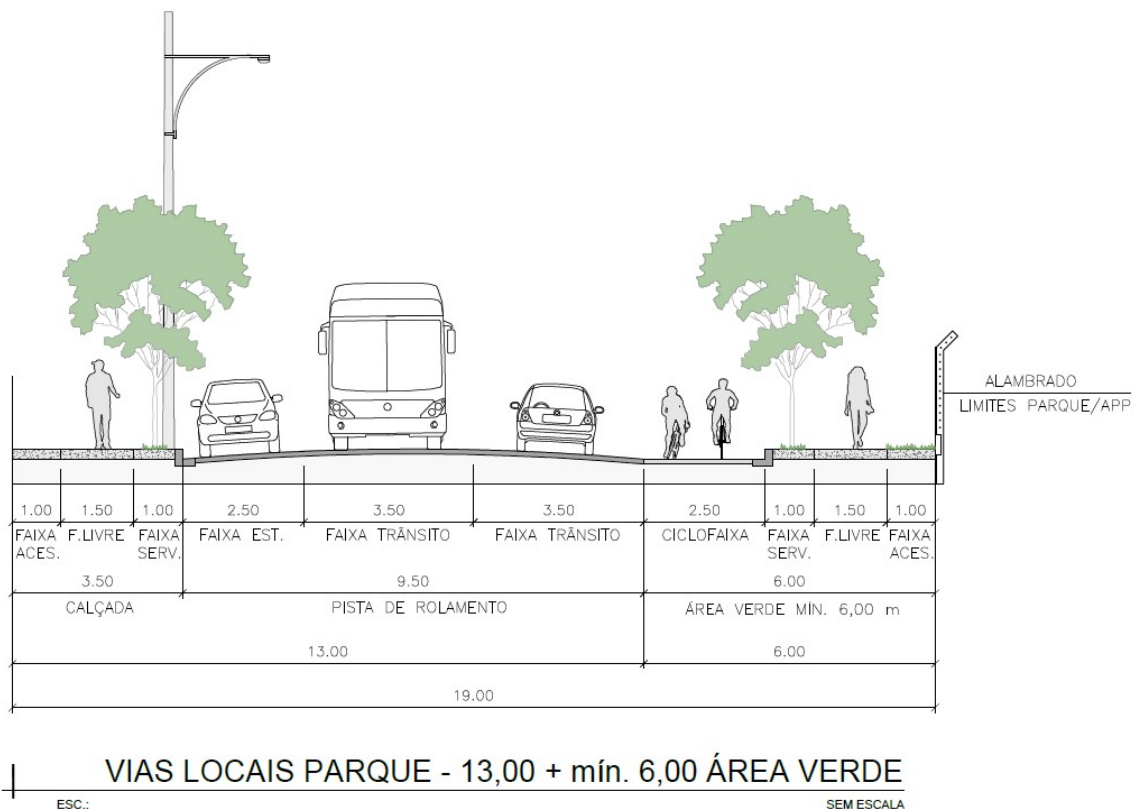 ALAMBRADO
LIMITES PARQUE/APP
1.00 1.50 1.00 2.50 3.50 3.50 2.50 1.00 1.50 1.00
FAIXA F.LIVRE FAIXA FAIXA EST. FAIXA TRÂNSITO FAIXA TRÂNSITO CICLOFAIXA FAIXA F.LIVRE FAIXA
ACES. SERV. SERV. ACES.
3.50 9.50 6.00
CALÇADA PISTA DE ROLAMENTO ÁREA VERDE MÍN. 6,00 m
13.00 6.00
19.00
VIAS LOCAIS PARQUE - 13,00 + mín. 6,00 ÁREA VERDE
ESC.: SEM ESCALA